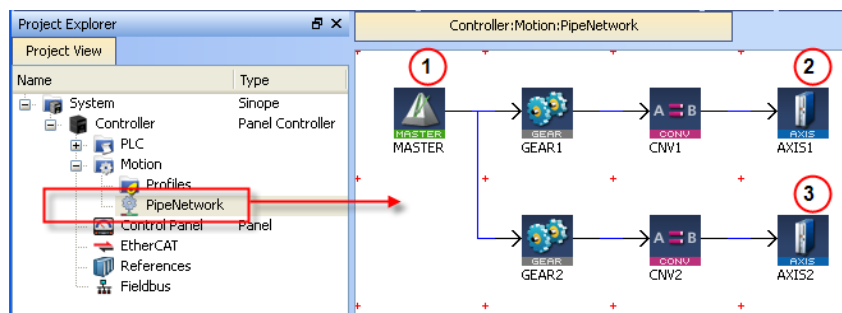 Project Explorer
Controller:Motion:PipeNetwork
Project View
Name Type
System Sinope
Controller Panel Controller
PLC
Motion
Profiles
PipeNetwork
Control Panel Panel
EtherCAT
References
Fieldbus
1
2
MASTER GEAR A B CONV AXIS
MASTER GEAR1 CNV1 AXIS1
3
GEAR A B CONV AXIS
GEAR2 CNV2 AXIS2